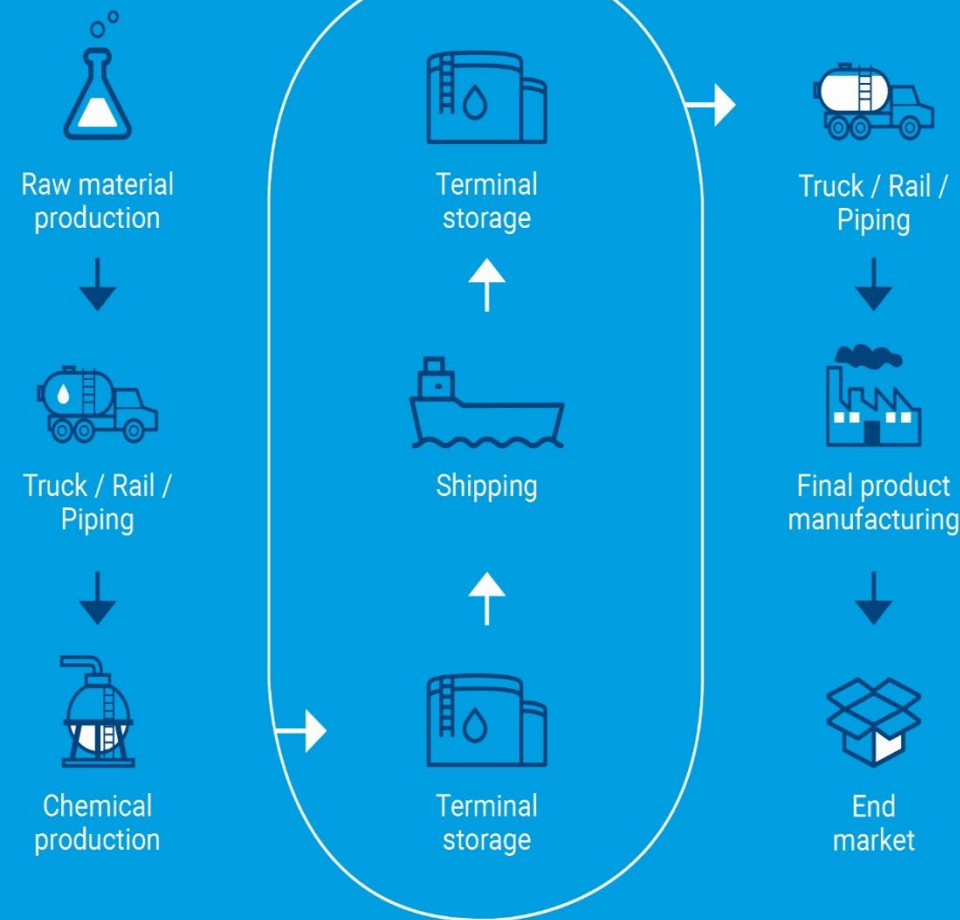 Raw material
production
Truck / Rail /
Piping
Chemical
production
Terminal
storage
Shipping
Terminal
storage
Truck / Rail /
Piping
Final product
manufacturing
End
market